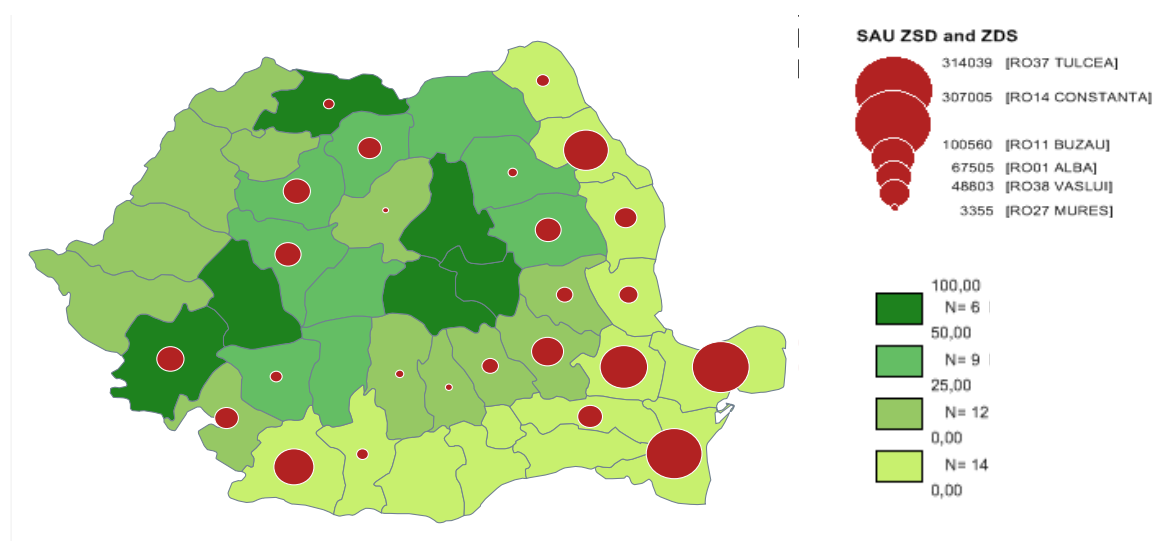 SAU ZSD and ZDS
314039 [RO37 TULCEA]
307005 [RO14 CONSTANTA]
100560 [RO11 BUZAU]
67505 [RO01 ALBA]
48803 [RO38 VASLUI]
3355 [RO27 MURES]
100,00
N= 6
50,00
N= 9
25,00
N= 12
0,00
N= 14
0,00